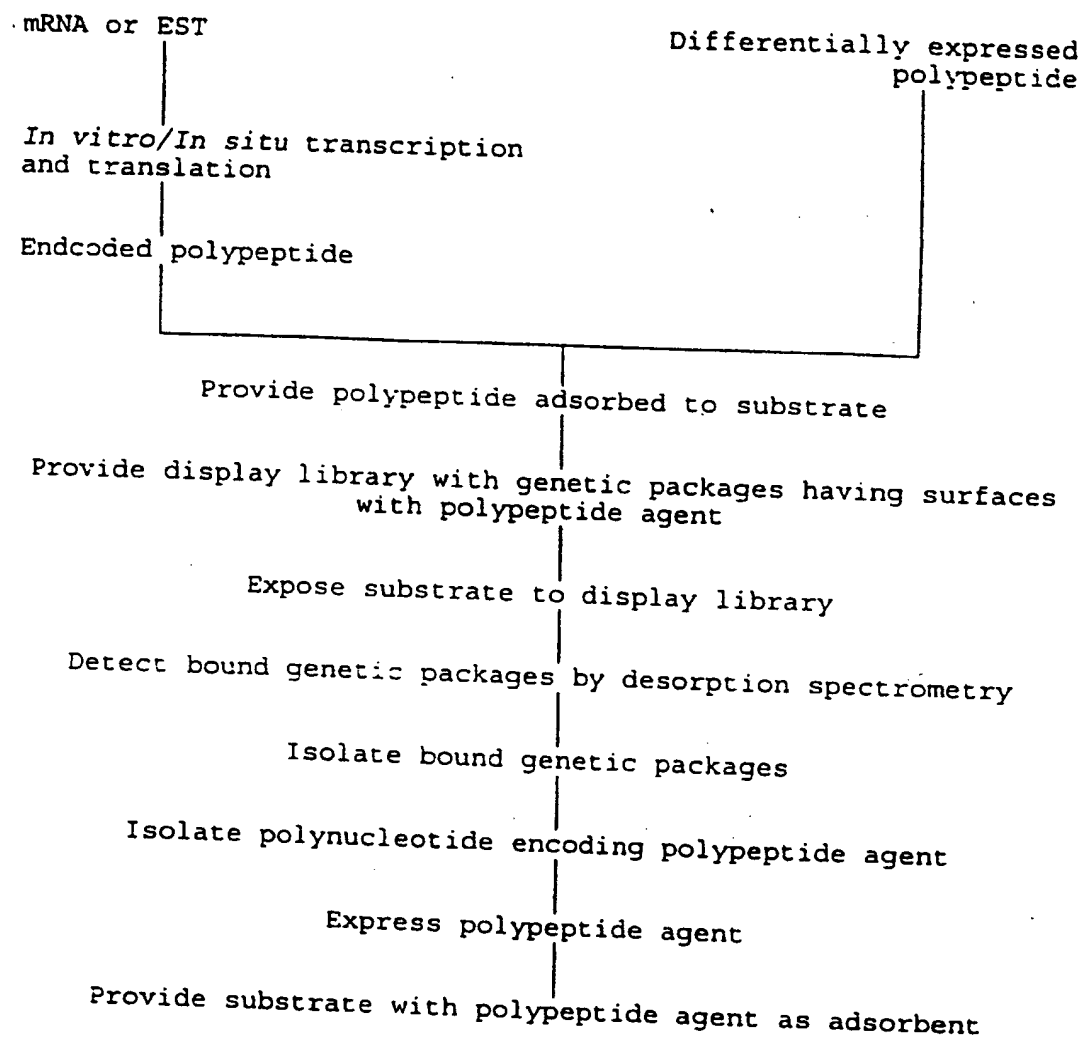 mRNA or EST
Differentially expressed
polypeptide
In vitro/In situ transcription
and translation
Endcoded polypeptide
Provide polypeptide adsorbed to substrate
Provide display library with genetic packages having surfaces
with polypeptide agent
Expose substrate to display library
Detect bound genetic packages by desorption spectrometry
Isolate bound genetic packages
Isolate polynucleotide encoding polypeptide agent
Express polypeptide agent
Provide substrate with polypeptide agent as adsorbent